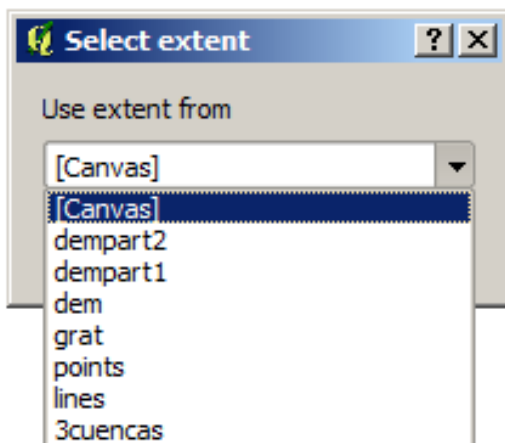 Select extent
Use extent from
[Canvas]
[Canvas]
dempart2
dempart1
dem
grat
points
lines
3cuencas